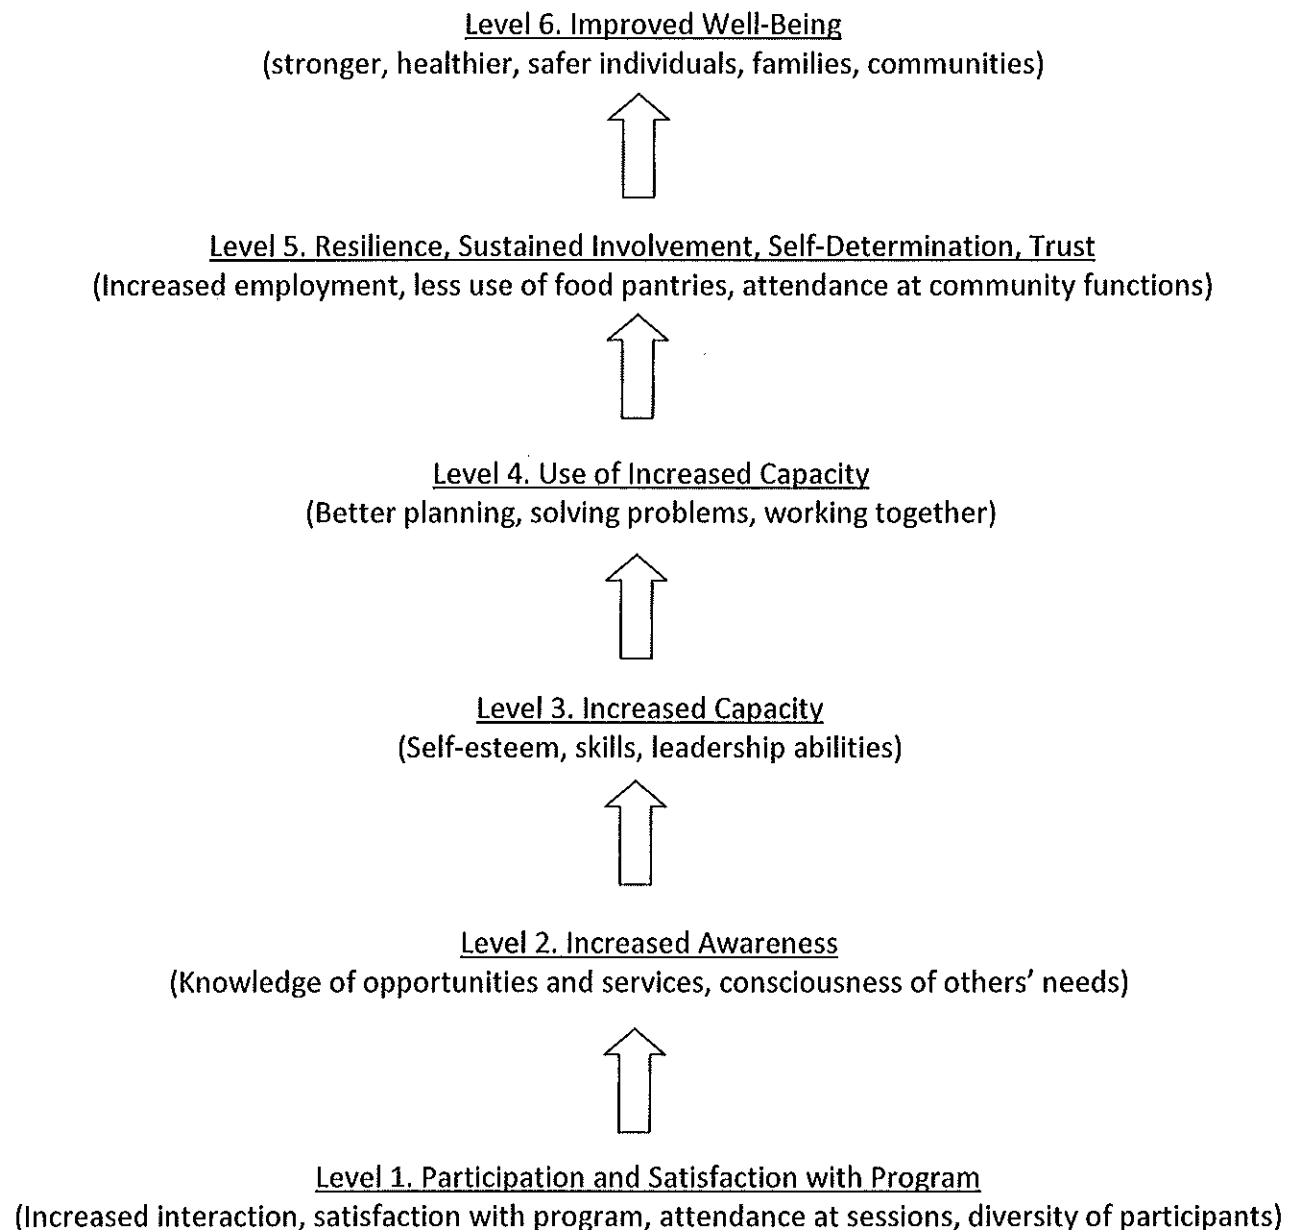 Level 6. Improved Well-Being
(stronger, healthier, safer individuals, families, communities)
Level 5. Resilience, Sustained Involvement, Self-Determination, Trust
(Increased employment, less use of food pantries, attendance at community functions)
Level 4. Use of Increased Capacity
(Better planning, solving problems, working together)
Level 3. Increased Capacity
(Self-esteem, skills, leadership abilities)
Level 2. Increased Awareness
(Knowledge of opportunities and services, consciousness of others’ needs)
Level 1. Participation and Satisfaction with Program
(Increased interaction, satisfaction with program, attendance at sessions, diversity of participants)